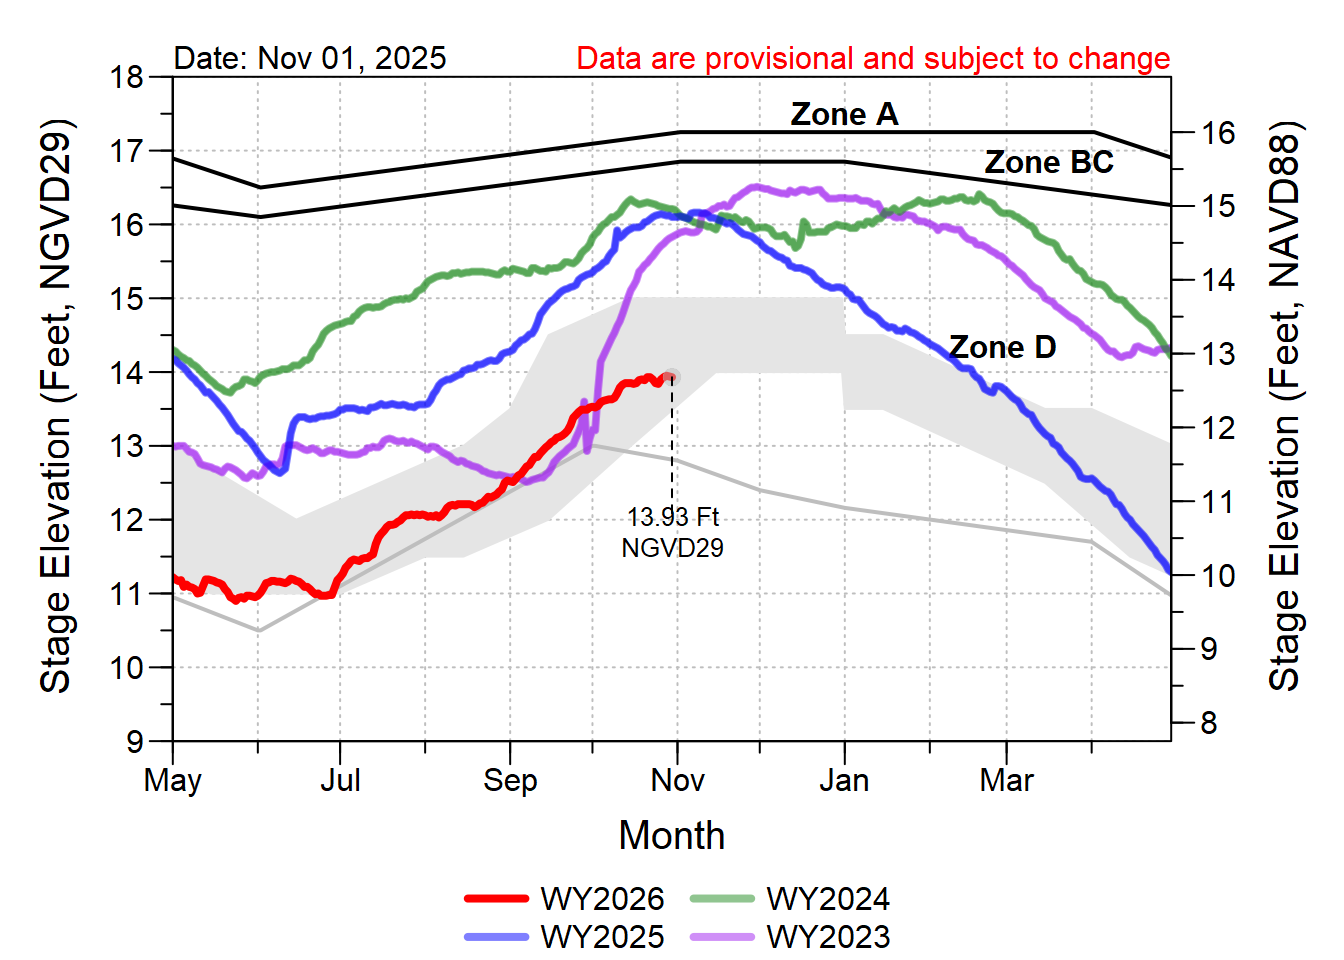 Date: Nov 01, 2025
Data are provisional and subject to change
Stage Elevation (Feet, NGVD29)
18
17
16
15
14
13
12
11
10
9
Zone A
Zone BC
Zone D
13.93 Ft
NGVD29
16
15
14
13
12
11
10
9
8
Stage Elevation (Feet, NAVD88)
May
Jul
Sep
Nov
Jan
Mar
Month
WY2026
WY2024
WY2025
WY2023